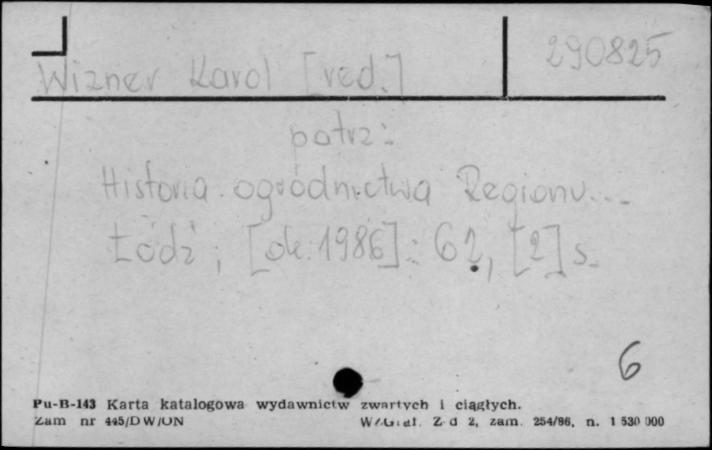 290825
Wizner Karol [red.]
patrz:
Historia ogrodnictwa Regionu...
Łódź, [ok. 1986]: 62, [2] s.
6
Pu-B-143 Karta katalogowa wydawnictw zwartych i ciągłych.
Zam nr 445/DW/UN Z-d 2, zam. 254/86, n. 1 530 000